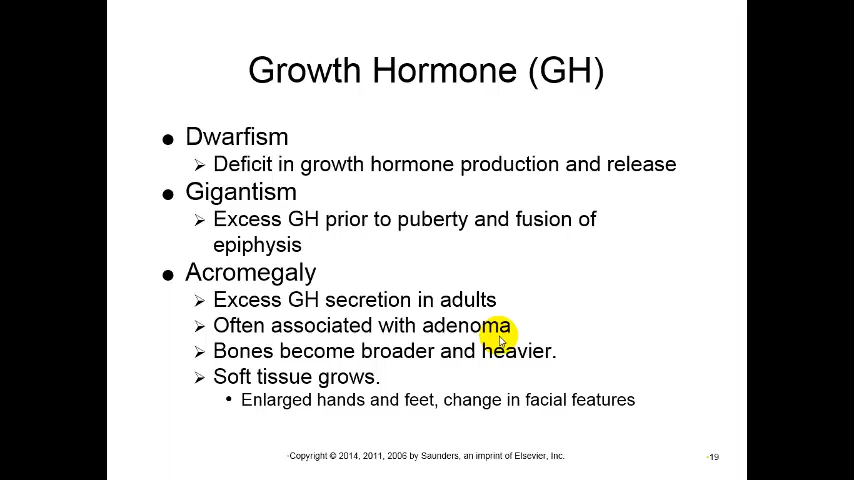 Growth Hormone (GH)
● Dwarfism
➢ Deficit in growth hormone production and release
● Gigantism
➢ Excess GH prior to puberty and fusion of
epiphysis
● Acromegaly
➢ Excess GH secretion in adults
➢ Often associated with adenoma
➢ Bones become broader and heavier.
➢ Soft tissue grows.
• Enlarged hands and feet, change in facial features
•Copyright © 2014, 2011, 2006 by Saunders, an imprint of Elsevier, Inc.
•19